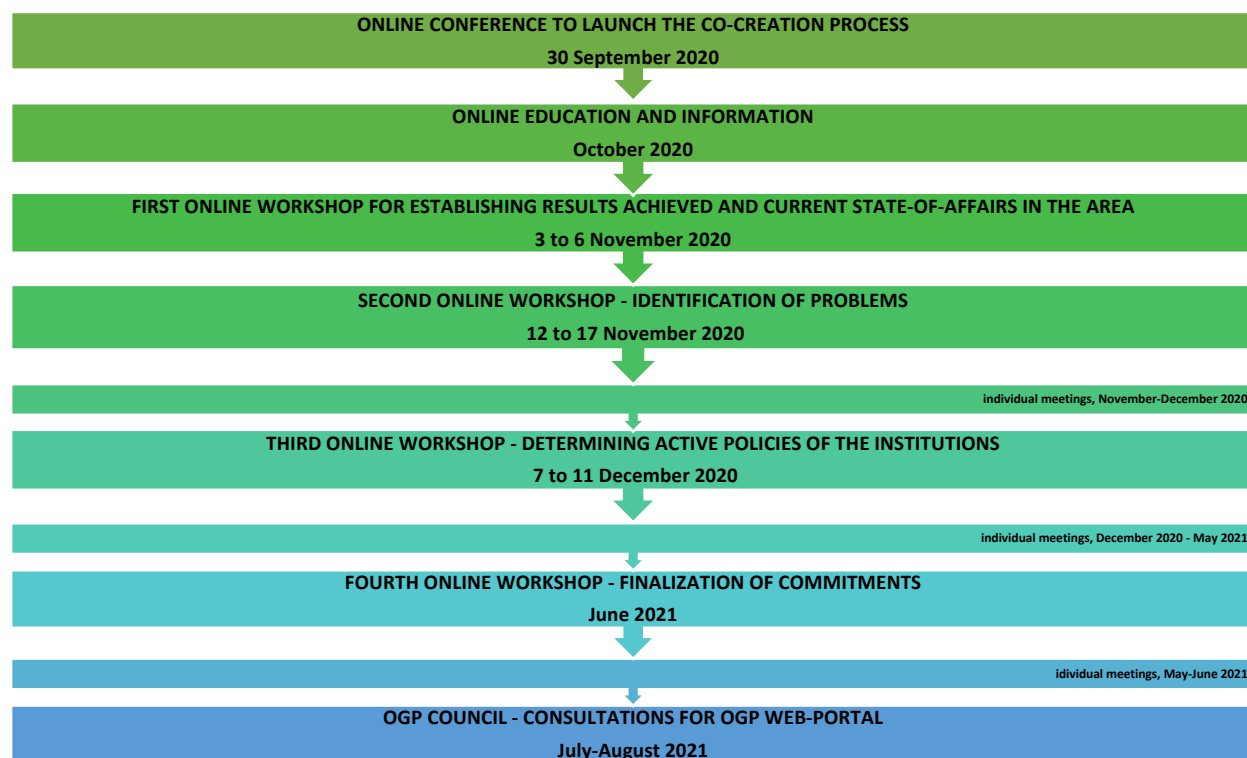 ONLINE CONFERENCE TO LAUNCH THE CO-CREATION PROCESS
30 September 2020
ONLINE EDUCATION AND INFORMATION
October 2020
FIRST ONLINE WORKSHOP FOR ESTABLISHING RESULTS ACHIEVED AND CURRENT STATE-OF-AFFAIRS IN THE AREA
3 to 6 November 2020
SECOND ONLINE WORKSHOP - IDENTIFICATION OF PROBLEMS
12 to 17 November 2020
individual meetings, November-December 2020
THIRD ONLINE WORKSHOP - DETERMINING ACTIVE POLICIES OF THE INSTITUTIONS
7 to 11 December 2020
individual meetings, December 2020 - May 2021
FOURTH ONLINE WORKSHOP - FINALIZATION OF COMMITMENTS
June 2021
idividual meetings, May-June 2021
OGP COUNCIL - CONSULTATIONS FOR OGP WEB-PORTAL
July-August 2021